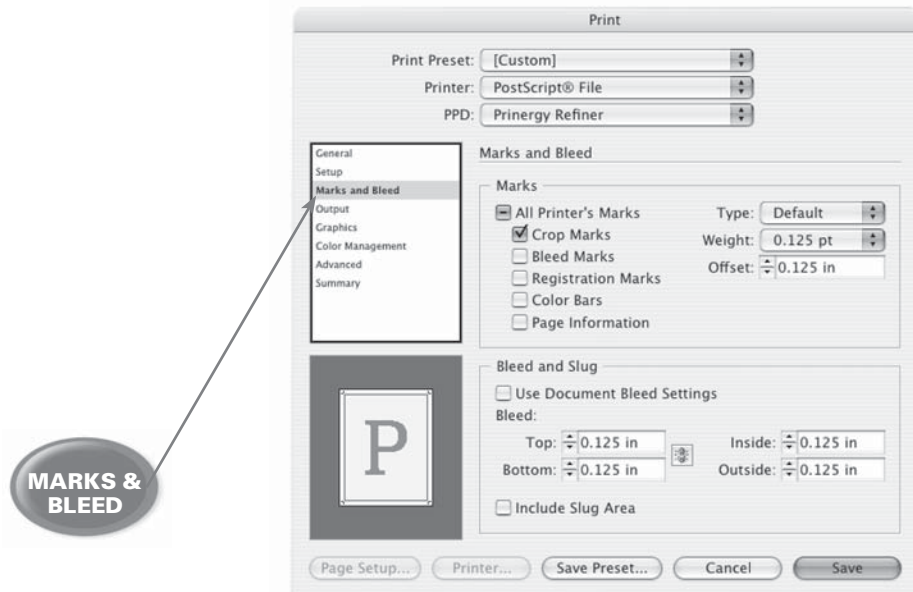 Print
Print Preset: [Custom]
Printer: PostScript® File
PPD: Prinergy Refiner
General
Setup
Marks and Bleed
Output
Graphics
Color Management
Advanced
Summary
Marks and Bleed
Marks
All Printer's Marks
Crop Marks
Bleed Marks
Registration Marks
Color Bars
Page Information
Type: Default
Weight: 0.125 pt
Offset: 0.125 in
P
Bleed and Slug
Use Document Bleed Settings
Bleed:
Top: 0.125 in Inside: 0.125 in
Bottom: 0.125 in Outside: 0.125 in
Include Slug Area
MARKS &
BLEED
Page Setup... Printer... Save Preset... Cancel Save